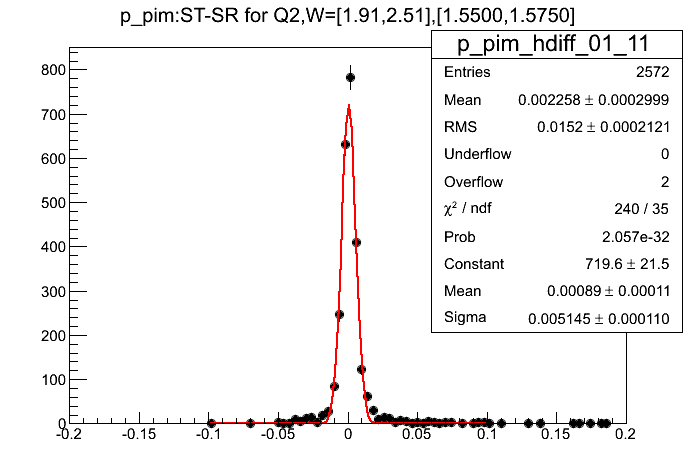 p_pim:ST-SR for Q2,W=[1.91,2.51],[1.5500,1.5750]
p_pim_hdiff_01_11
Entries 2572
Mean 0.002258 ± 0.0002999
RMS 0.0152 ± 0.0002121
Underflow 0
Overflow 2
χ² / ndf 240 / 35
Prob 2.057e-32
Constant 719.6 ± 21.5
Mean 0.00089 ± 0.00011
Sigma 0.005145 ± 0.000110
800
700
600
500
400
300
200
100
0
-0.2 -0.15 -0.1 -0.05 0 0.05 0.1 0.15 0.2